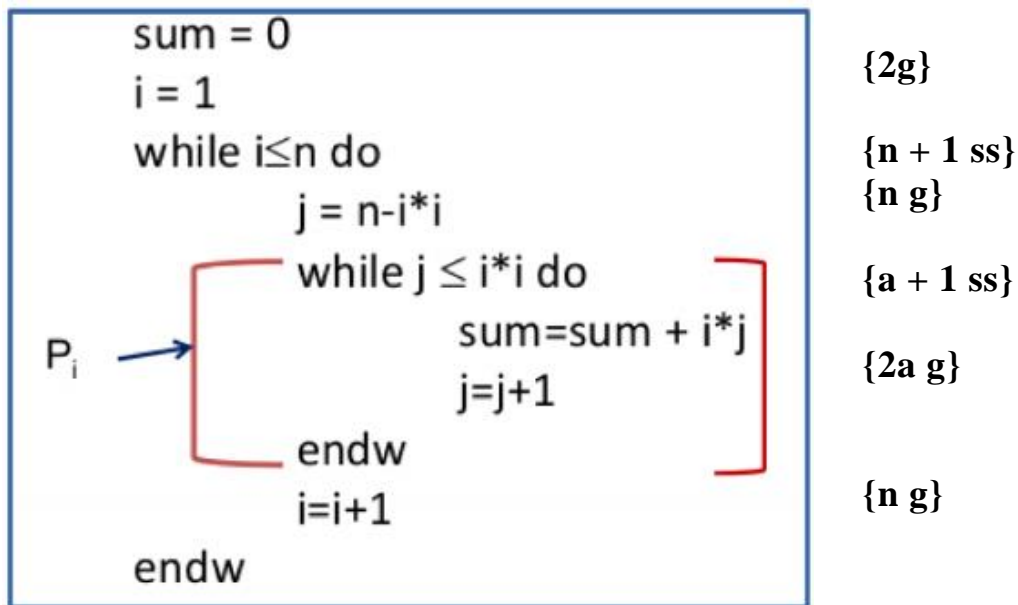 sum = 0
{2g}
i = 1
while i≤n do
{n + 1 ss}
{n g}
j = n-i*i
while j ≤ i*i do
{a + 1 ss}
sum=sum + i*j
P_i
{2a g}
j=j+1
endw
{n g}
i=i+1
endw